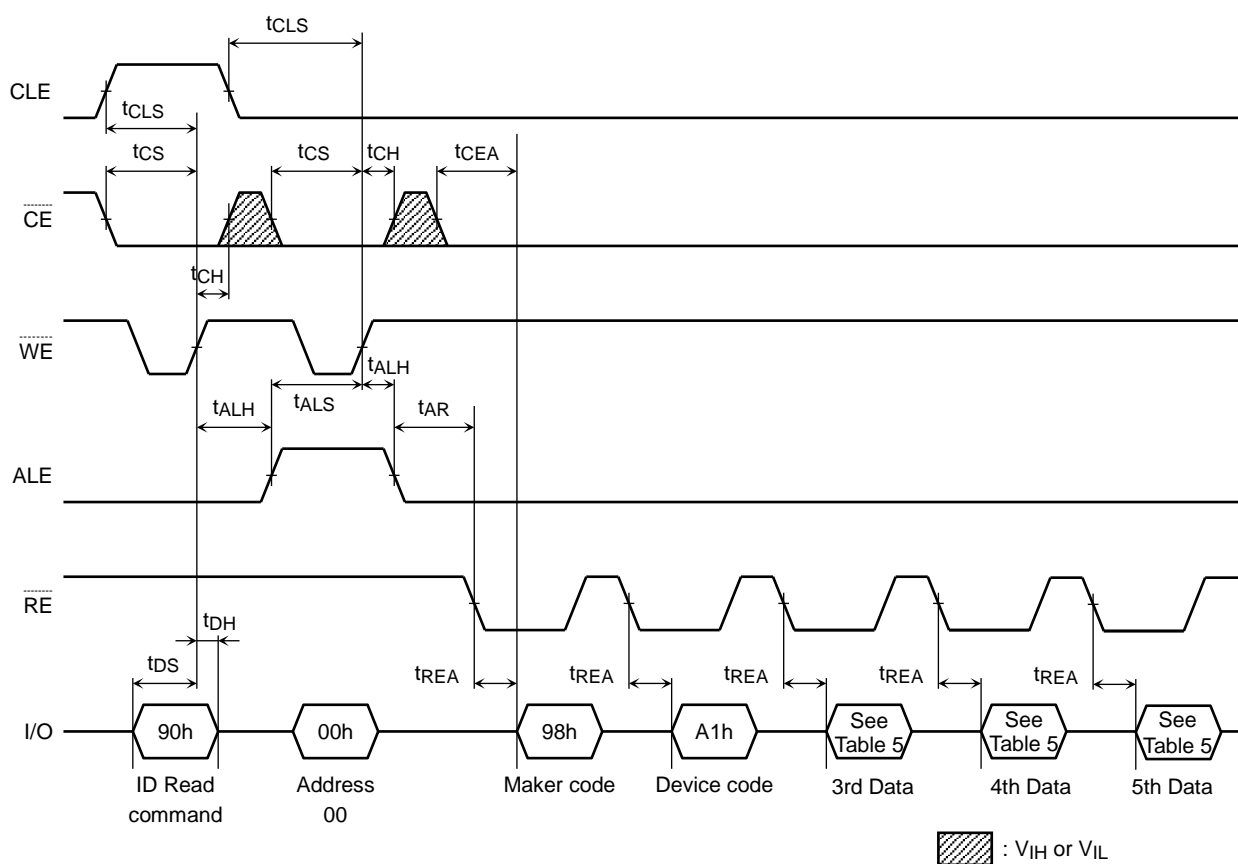 tCLS
CLE
tCLS
tCS
tCS
tCH
tCEA
CE
tCH
WE
tALH
tALH
tALS
tAR
ALE
RE
tDH
tDS
tREA
tREA
tREA
tREA
tREA
I/O
90h
00h
98h
A1h
See
Table 5
See
Table 5
See
Table 5
ID Read
command
Address
00
Maker code
Device code
3rd Data
4th Data
5th Data
: VIH or VIL